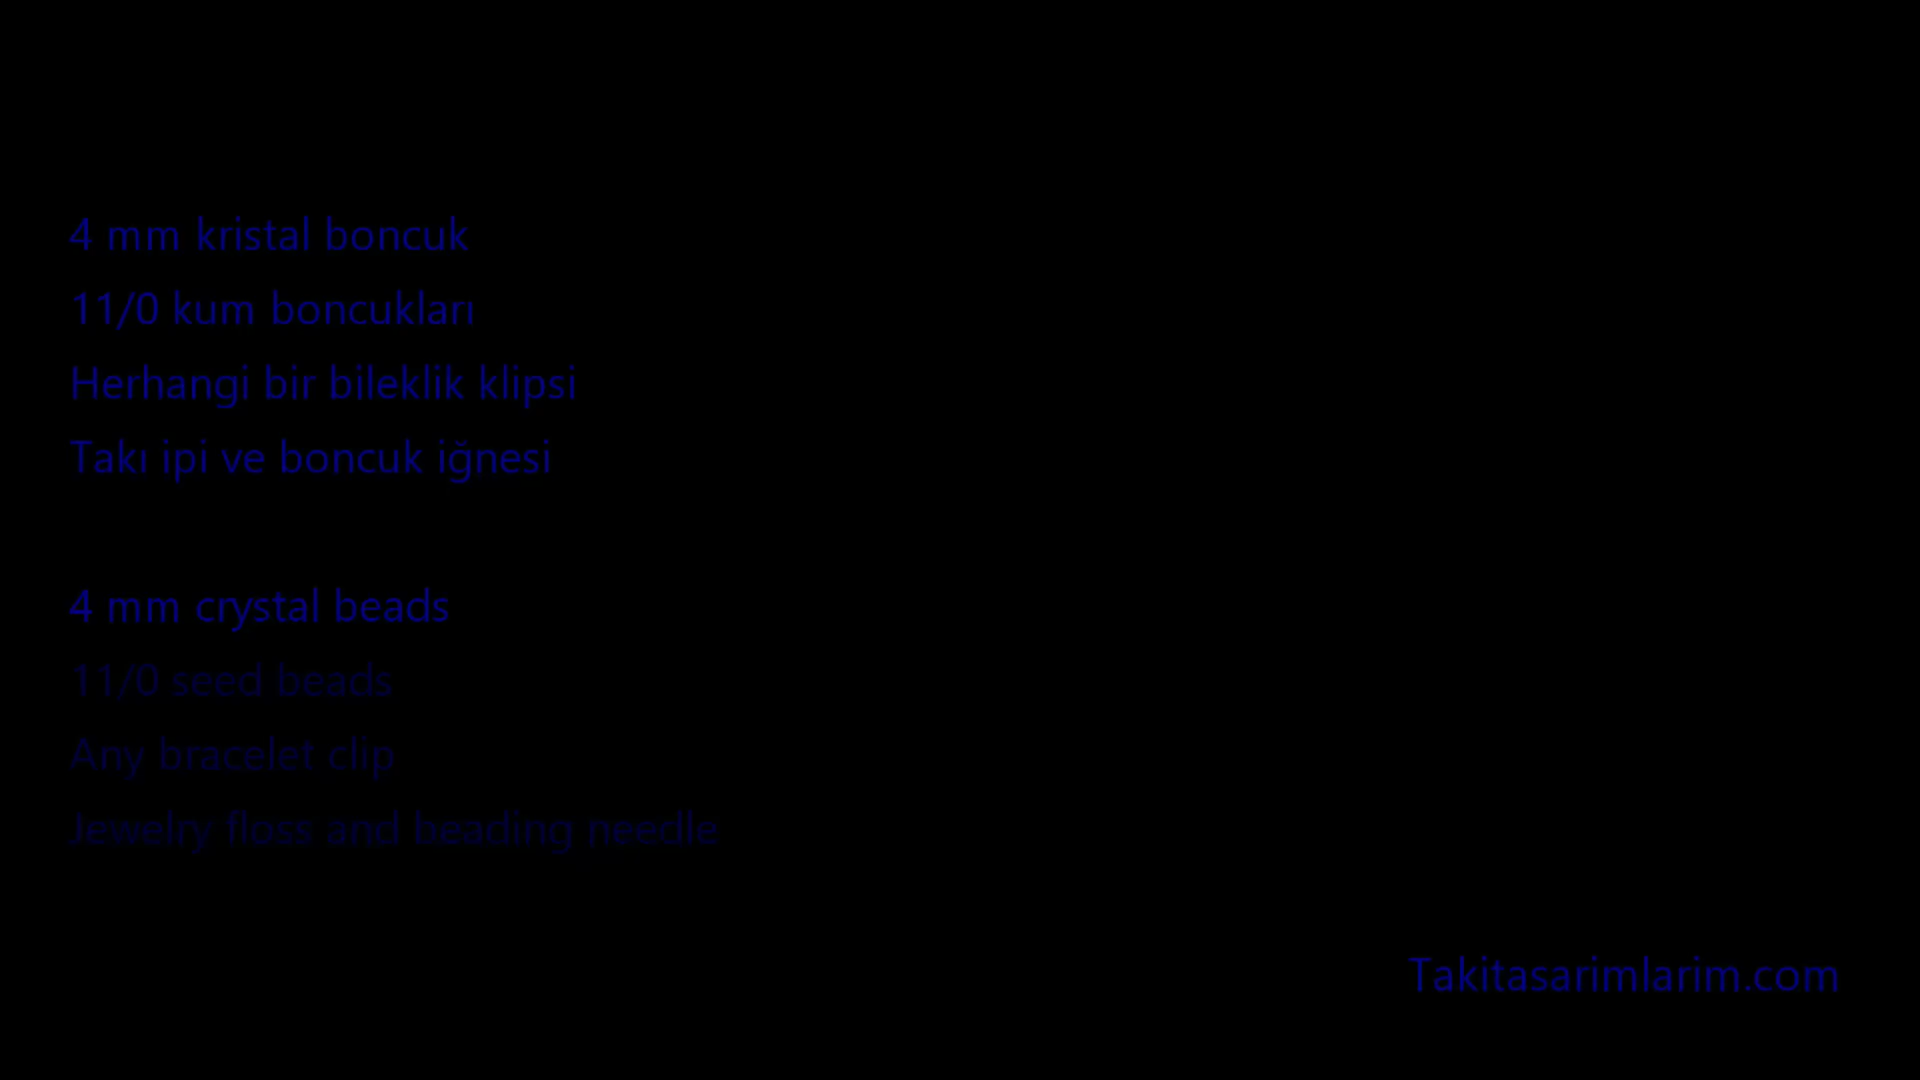 4 mm kristal boncuk
11/0 kum boncukları
Herhangi bir bileklik klipsi
Takı ipi ve boncuk iğnesi
4 mm crystal beads
11/0 seed beads
Any bracelet clip
Jewelry floss and beading needle
Takitasarimlarim.com